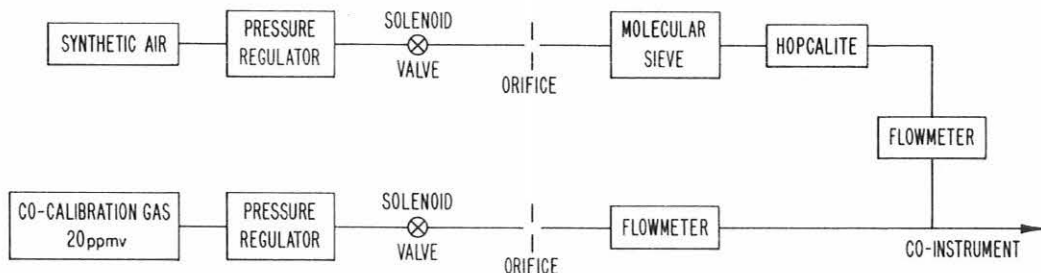 SYNTHETIC AIR
PRESSURE
REGULATOR
SOLENOID
VALVE
ORIFICE
MOLECULAR
SIEVE
HOPCALITE
FLOWMETER
CO-CALIBRATION GAS
20ppmv
PRESSURE
REGULATOR
SOLENOID
VALVE
ORIFICE
FLOWMETER
CO-INSTRUMENT